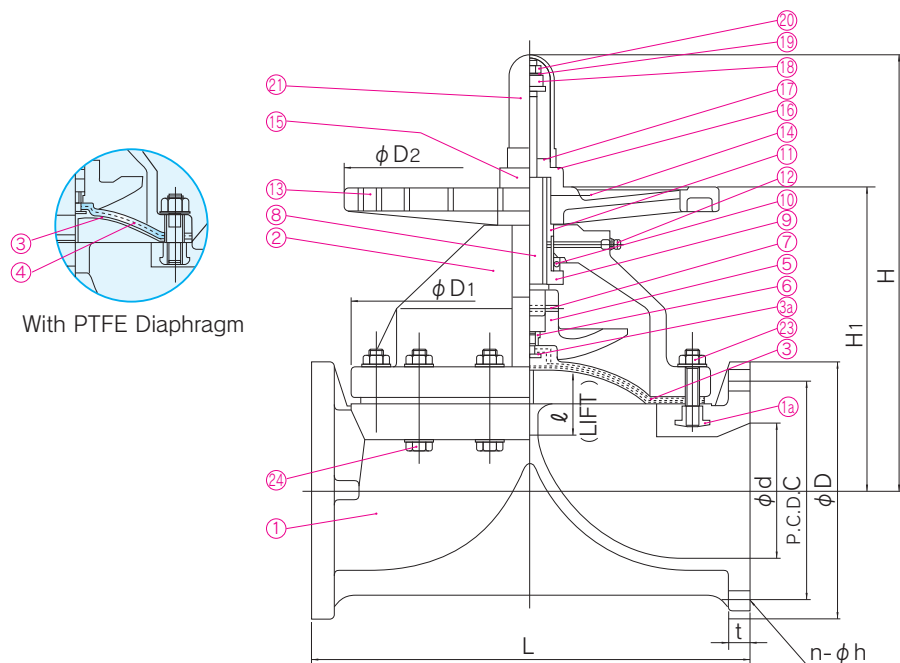 ⑳
⑲
⑱
㉑
⑰
⑯
⑮
⑭
φD2
⑪
⑬
⑫
⑧
⑩
②
⑨
⑦
φD1
⑤
⑥
3a
㉓
③
1a
㉔
①
ℓ
(LIFT)
H
H1
φd
P.C.D.C
φD
t
L
n-φh
③
④
With PTFE Diaphragm